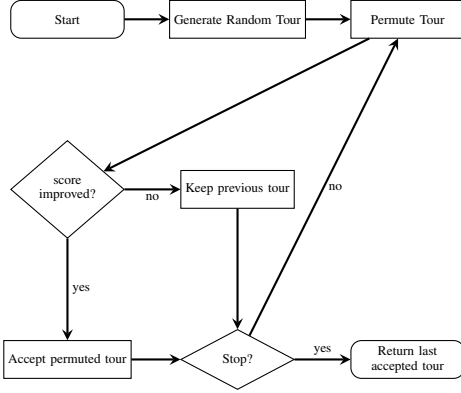 Start
Generate Random Tour
Permute Tour
score
improved?
no
Keep previous tour
no
yes
Accept permuted tour
Stop?
yes
Return last
accepted tour